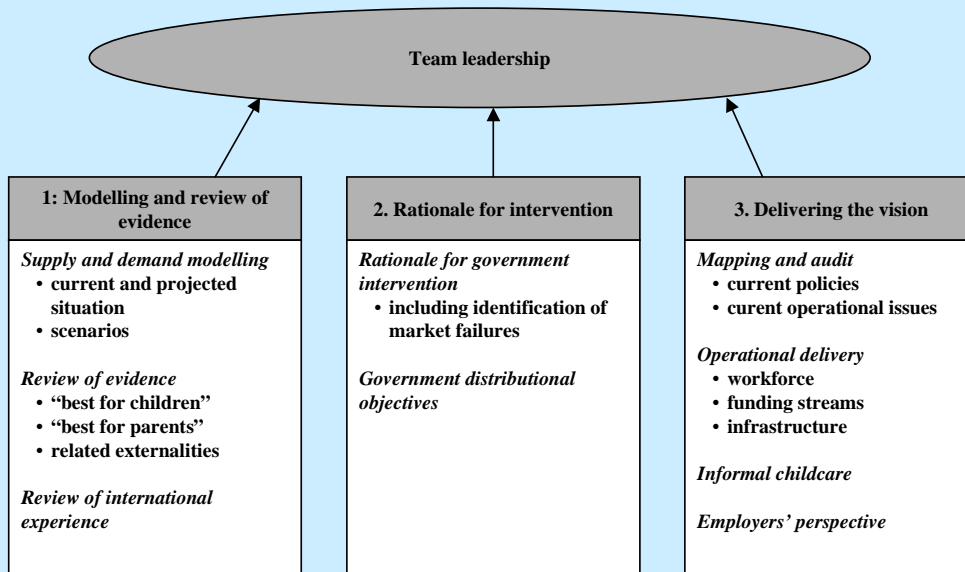 Team leadership
1: Modelling and review of
evidence
Supply and demand modelling
• current and projected
situation
• scenarios
Review of evidence
• “best for children”
• “best for parents”
• related externalities
Review of international
experience
2. Rationale for intervention
Rationale for government
intervention
• including identification of
market failures
Government distributional
objectives
3. Delivering the vision
Mapping and audit
• current policies
• curent operational issues
Operational delivery
• workforce
• funding streams
• infrastructure
Informal childcare
Employers’ perspective